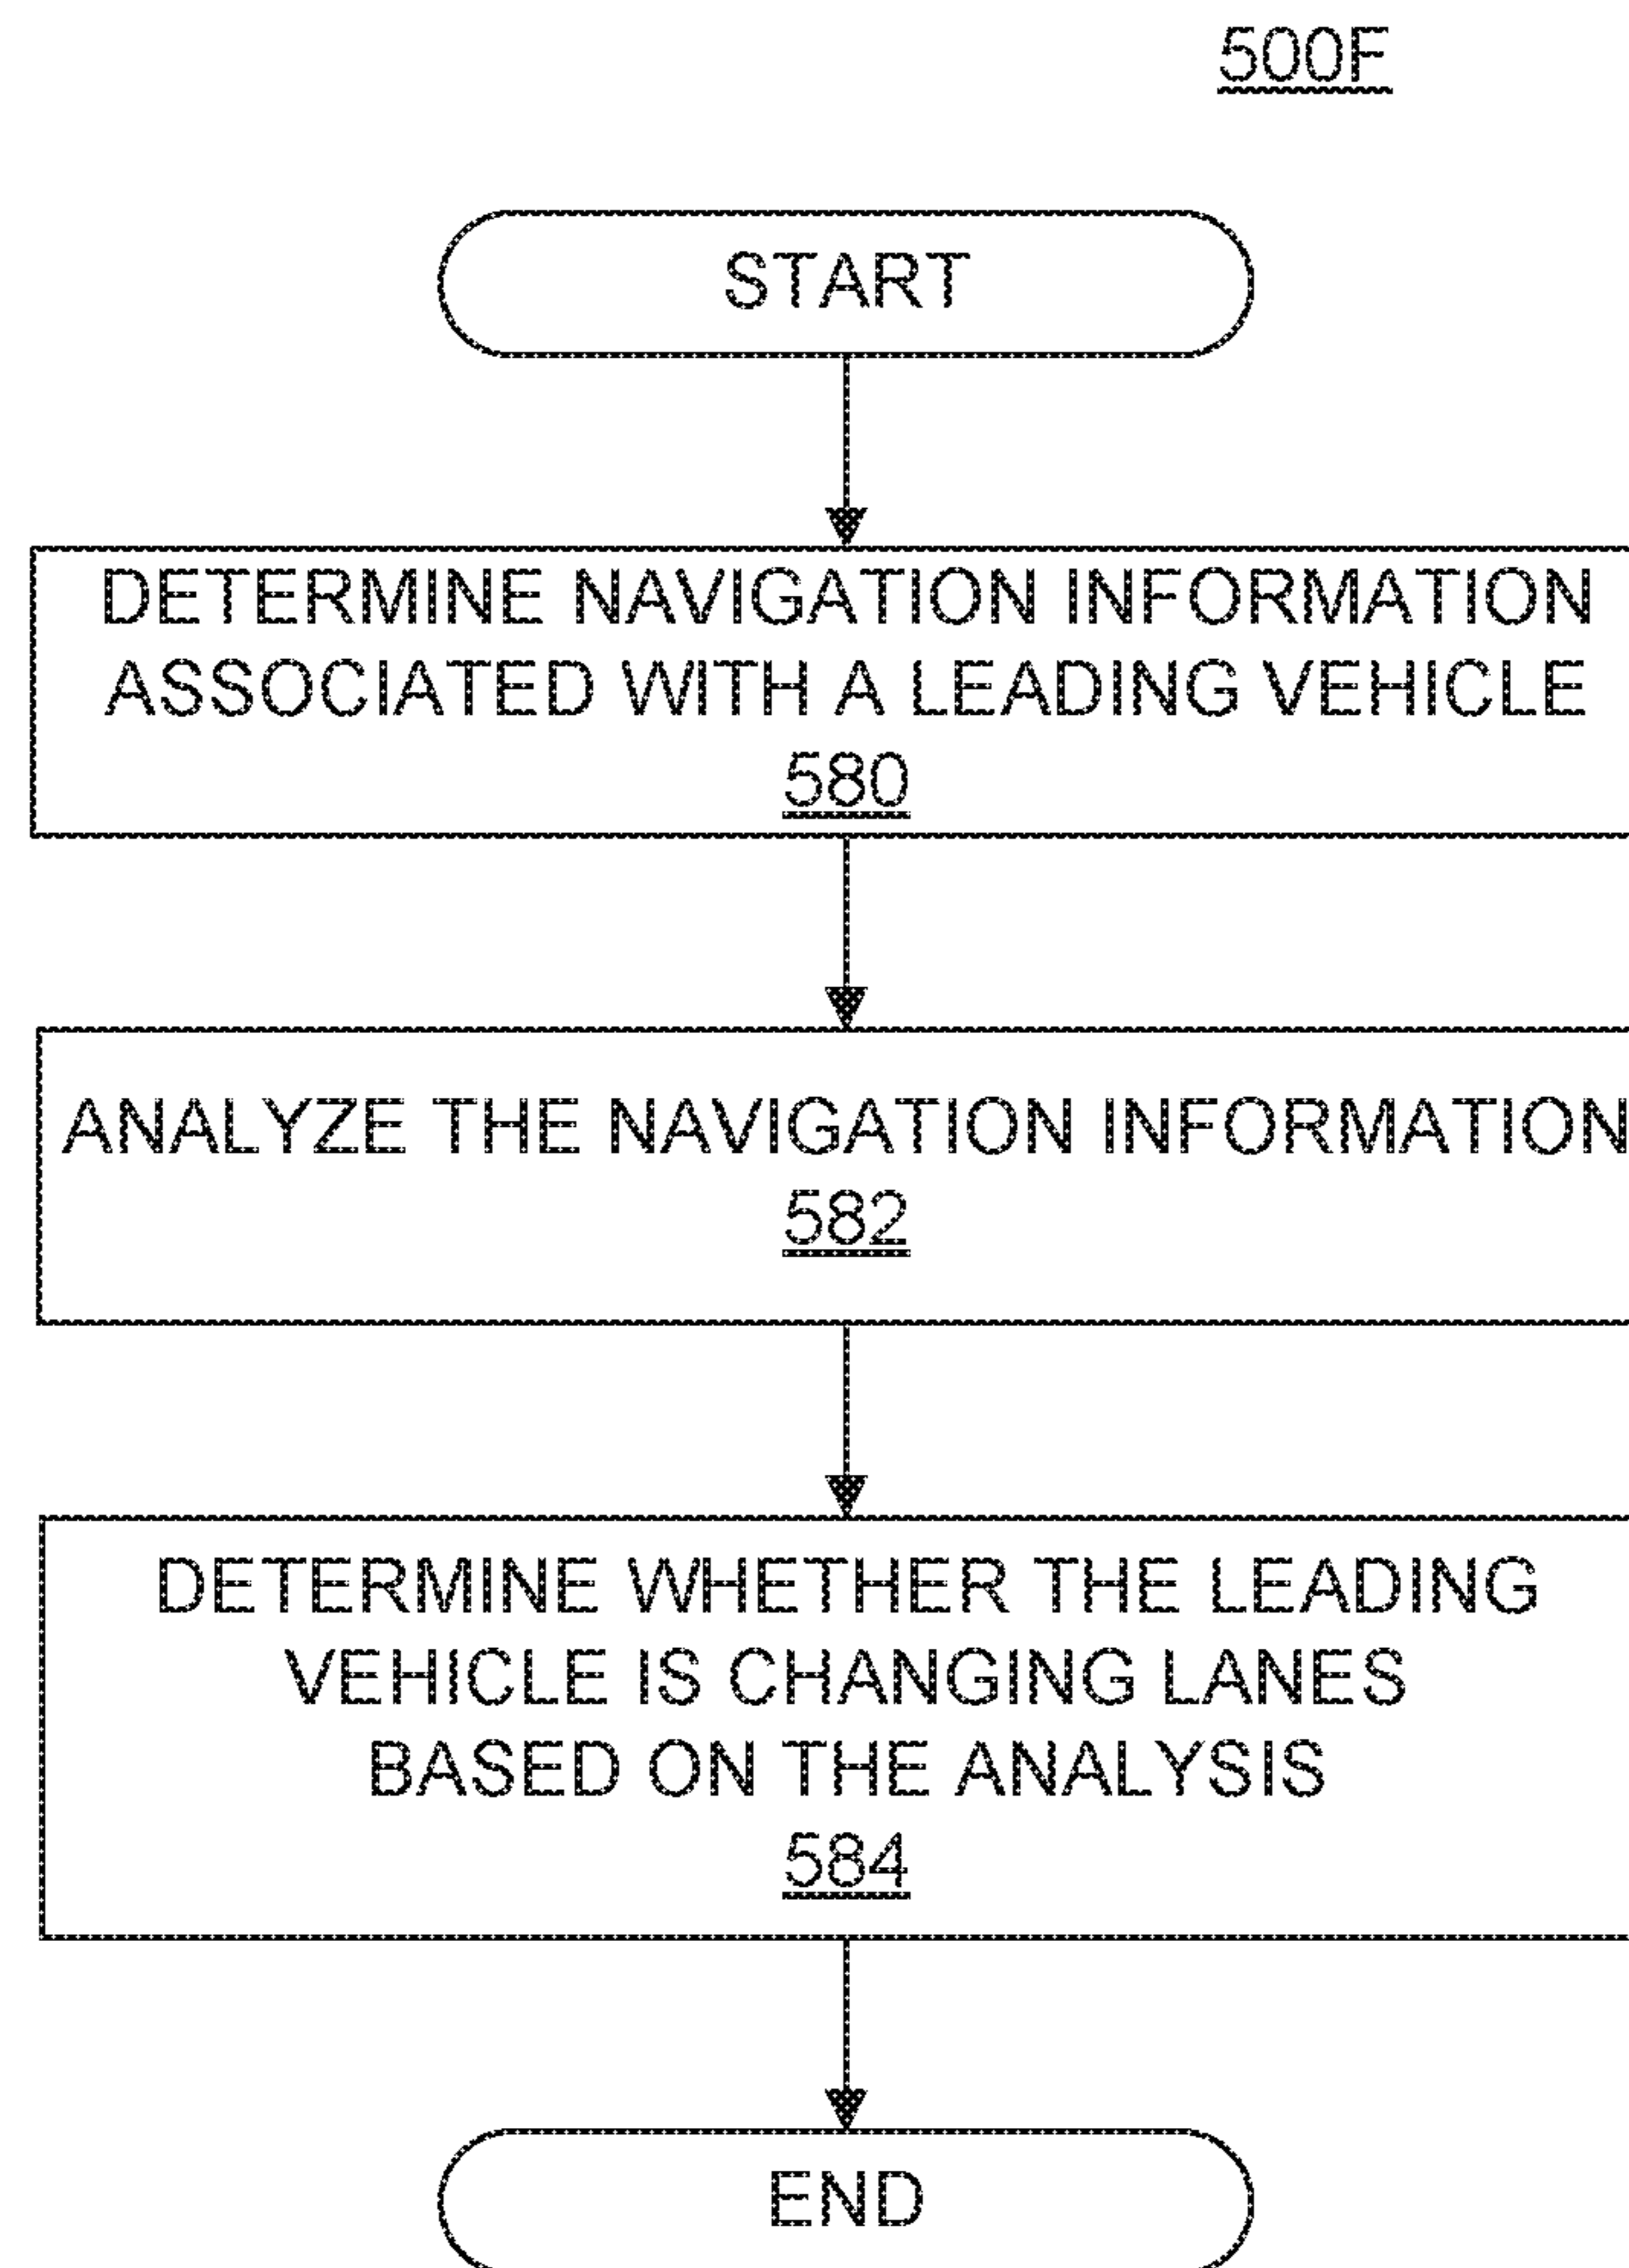 500F
START
DETERMINE NAVIGATION INFORMATION
ASSOCIATED WITH A LEADING VEHICLE
580
ANALYZE THE NAVIGATION INFORMATION
582
DETERMINE WHETHER THE LEADING
VEHICLE IS CHANGING LANES
BASED ON THE ANALYSIS
584
END